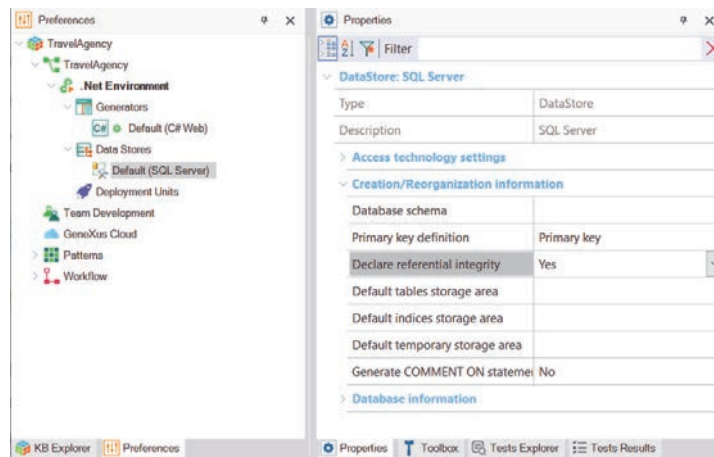 Preferences
TravelAgency
TravelAgency
.Net Environment
Generators
C# Default (C# Web)
Data Stores
Default (SQL Server)
Deployment Units
Team Development
GeneXus Cloud
Patterns
Workflow
KB Explorer Preferences
Properties
Filter
DataStore: SQL Server
Type DataStore
Description SQL Server
Access technology settings
Creation/Reorganization information
Database schema
Primary key definition Primary key
Declare referential integrity Yes
Default tables storage area
Default indices storage area
Default temporary storage area
Generate COMMENT ON stateme No
Database information
Properties Toolbox Tests Explorer Tests Results